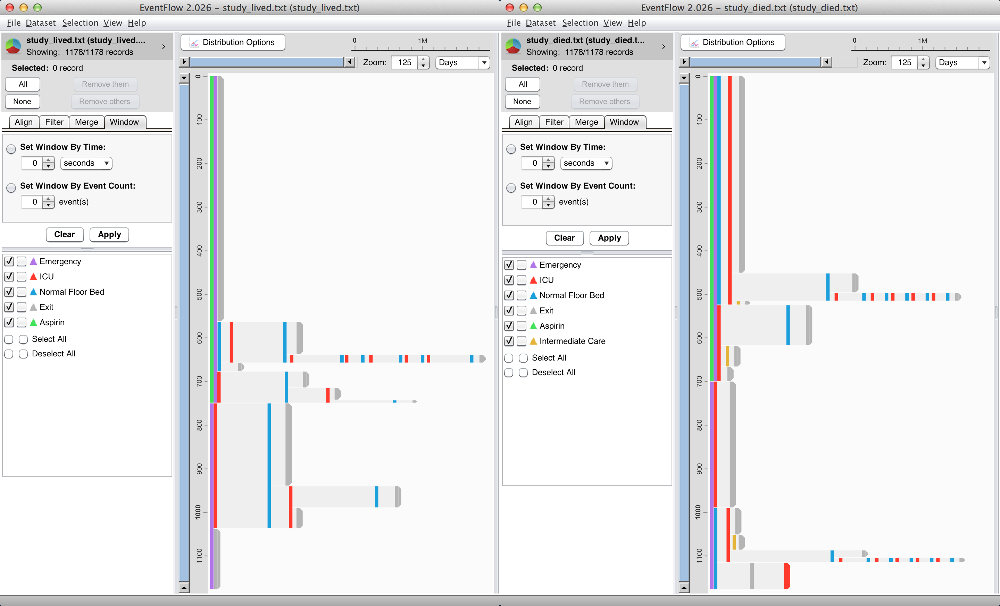 EventFlow 2.026 – study_lived.txt (study_lived.txt)
File Dataset Selection View Help
study_lived.txt (study_lived....
Showing: 1178/1178 records
>
Selected: 0 record
All
Remove them
None
Remove others
Align
Filter
Merge
Window
Set Window By Time:
0
seconds
Set Window By Event Count:
0
event(s)
Clear
Apply
Emergency
ICU
Normal Floor Bed
Exit
Aspirin
Select All
Deselect All
Distribution Options
0
1M
Zoom:
125
Days
0
100
200
300
400
500
600
700
800
900
1000
1100
EventFlow 2.026 – study_died.txt (study_died.txt)
File Dataset Selection View Help
study_died.txt (study_died.t...
Showing: 1178/1178 records
>
Selected: 0 record
All
Remove them
None
Remove others
Align
Filter
Merge
Window
Set Window By Time:
0
seconds
Set Window By Event Count:
0
event(s)
Clear
Apply
Emergency
ICU
Normal Floor Bed
Exit
Aspirin
Intermediate Care
Select All
Deselect All
Distribution Options
0
1M
Zoom:
125
Days
0
100
200
300
400
500
600
700
800
900
1000
1100